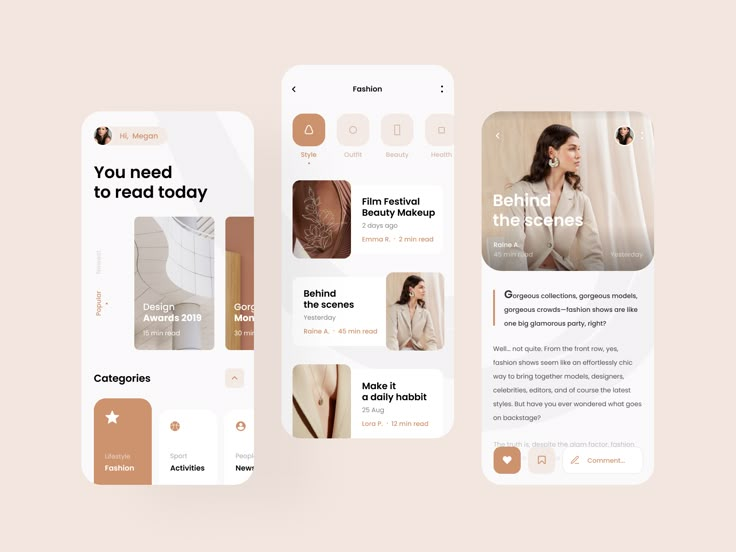 Hi, Megan
You need
to read today
Newest
Popular
Design
Awards 2019
15 min read
Gorg
Mon
30 min
Categories
Lifestyle
Fashion
Sport
Activities
People
News
Fashion
Style
Outfit
Beauty
Health
Film Festival
Beauty Makeup
2 days ago
Emma R. · 2 min read
Behind
the scenes
Yesterday
Raine A. · 45 min read
Make it
a daily habbit
25 Aug
Lora P. · 12 min read
Behind
the scenes
Raine A.
45 min read
Yesterday
Gorgeous collections, gorgeous models,
gorgeous crowds—fashion shows are like
one big glamorous party, right?
Well... not quite. From the front row, yes,
fashion shows seem like an effortlessly chic
way to bring together models, designers,
celebrities, editors, and of course the latest
styles. But have you ever wondered what goes
on backstage?
The truth is, despite the glam factor, fashion
Comment...